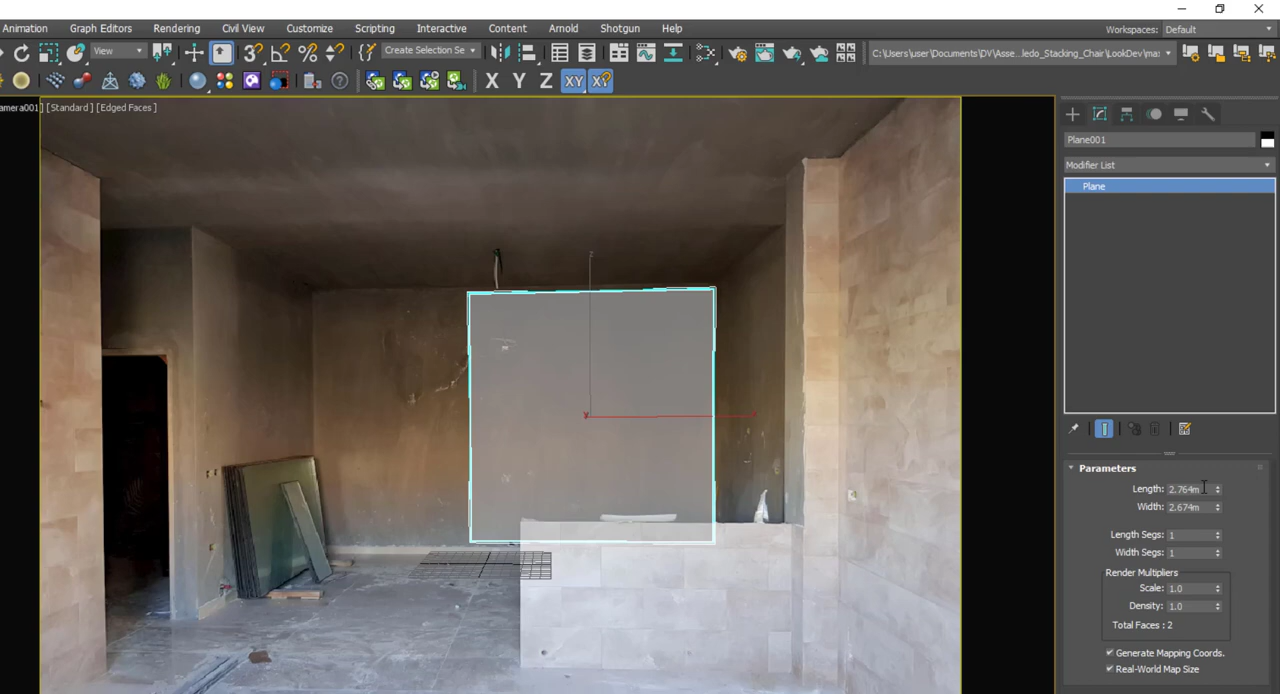 Animation Graph Editors Rendering Civil View Customize Scripting Interactive Content Arnold Shotgun Help Workspaces: Default
View 3 % Create Selection Se C:\Users\user\Documents\DV\Asse...ledo_Stacking_Chair\LookDev\ma
X Y Z XY XY
amera001 ] [Standard ] [Edged Faces ]
Plane001
Modifier List
Plane
z
x
Parameters
Length: 2.764m
Width: 2.674m
Length Segs: 1
Width Segs: 1
Render Multipliers
Scale: 1.0
Density: 1.0
Total Faces : 2
Generate Mapping Coords.
Real-World Map Size